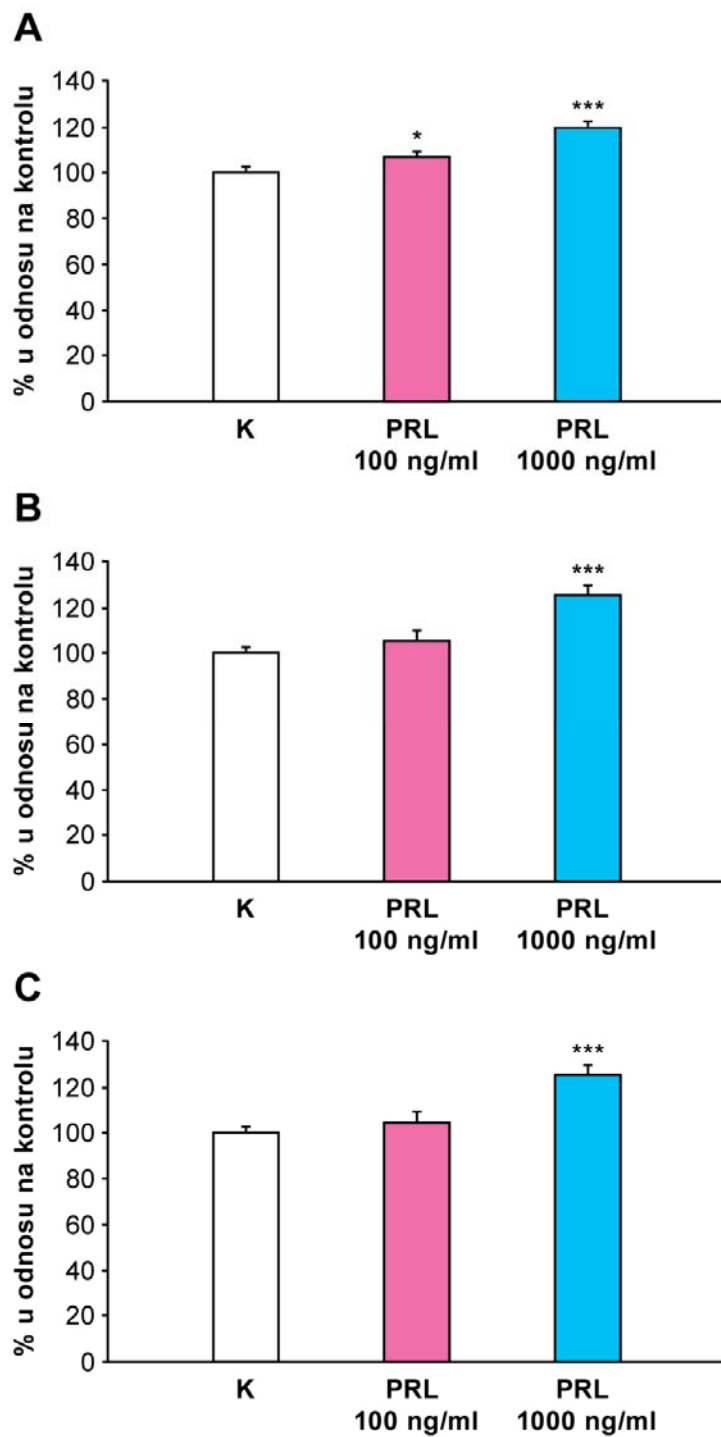 A
% u odnosu na kontrolu
140
120
100
80
60
40
20
0
*
***
K
PRL
100 ng/ml
PRL
1000 ng/ml
B
% u odnosu na kontrolu
140
120
100
80
60
40
20
0
***
K
PRL
100 ng/ml
PRL
1000 ng/ml
C
% u odnosu na kontrolu
140
120
100
80
60
40
20
0
***
K
PRL
100 ng/ml
PRL
1000 ng/ml